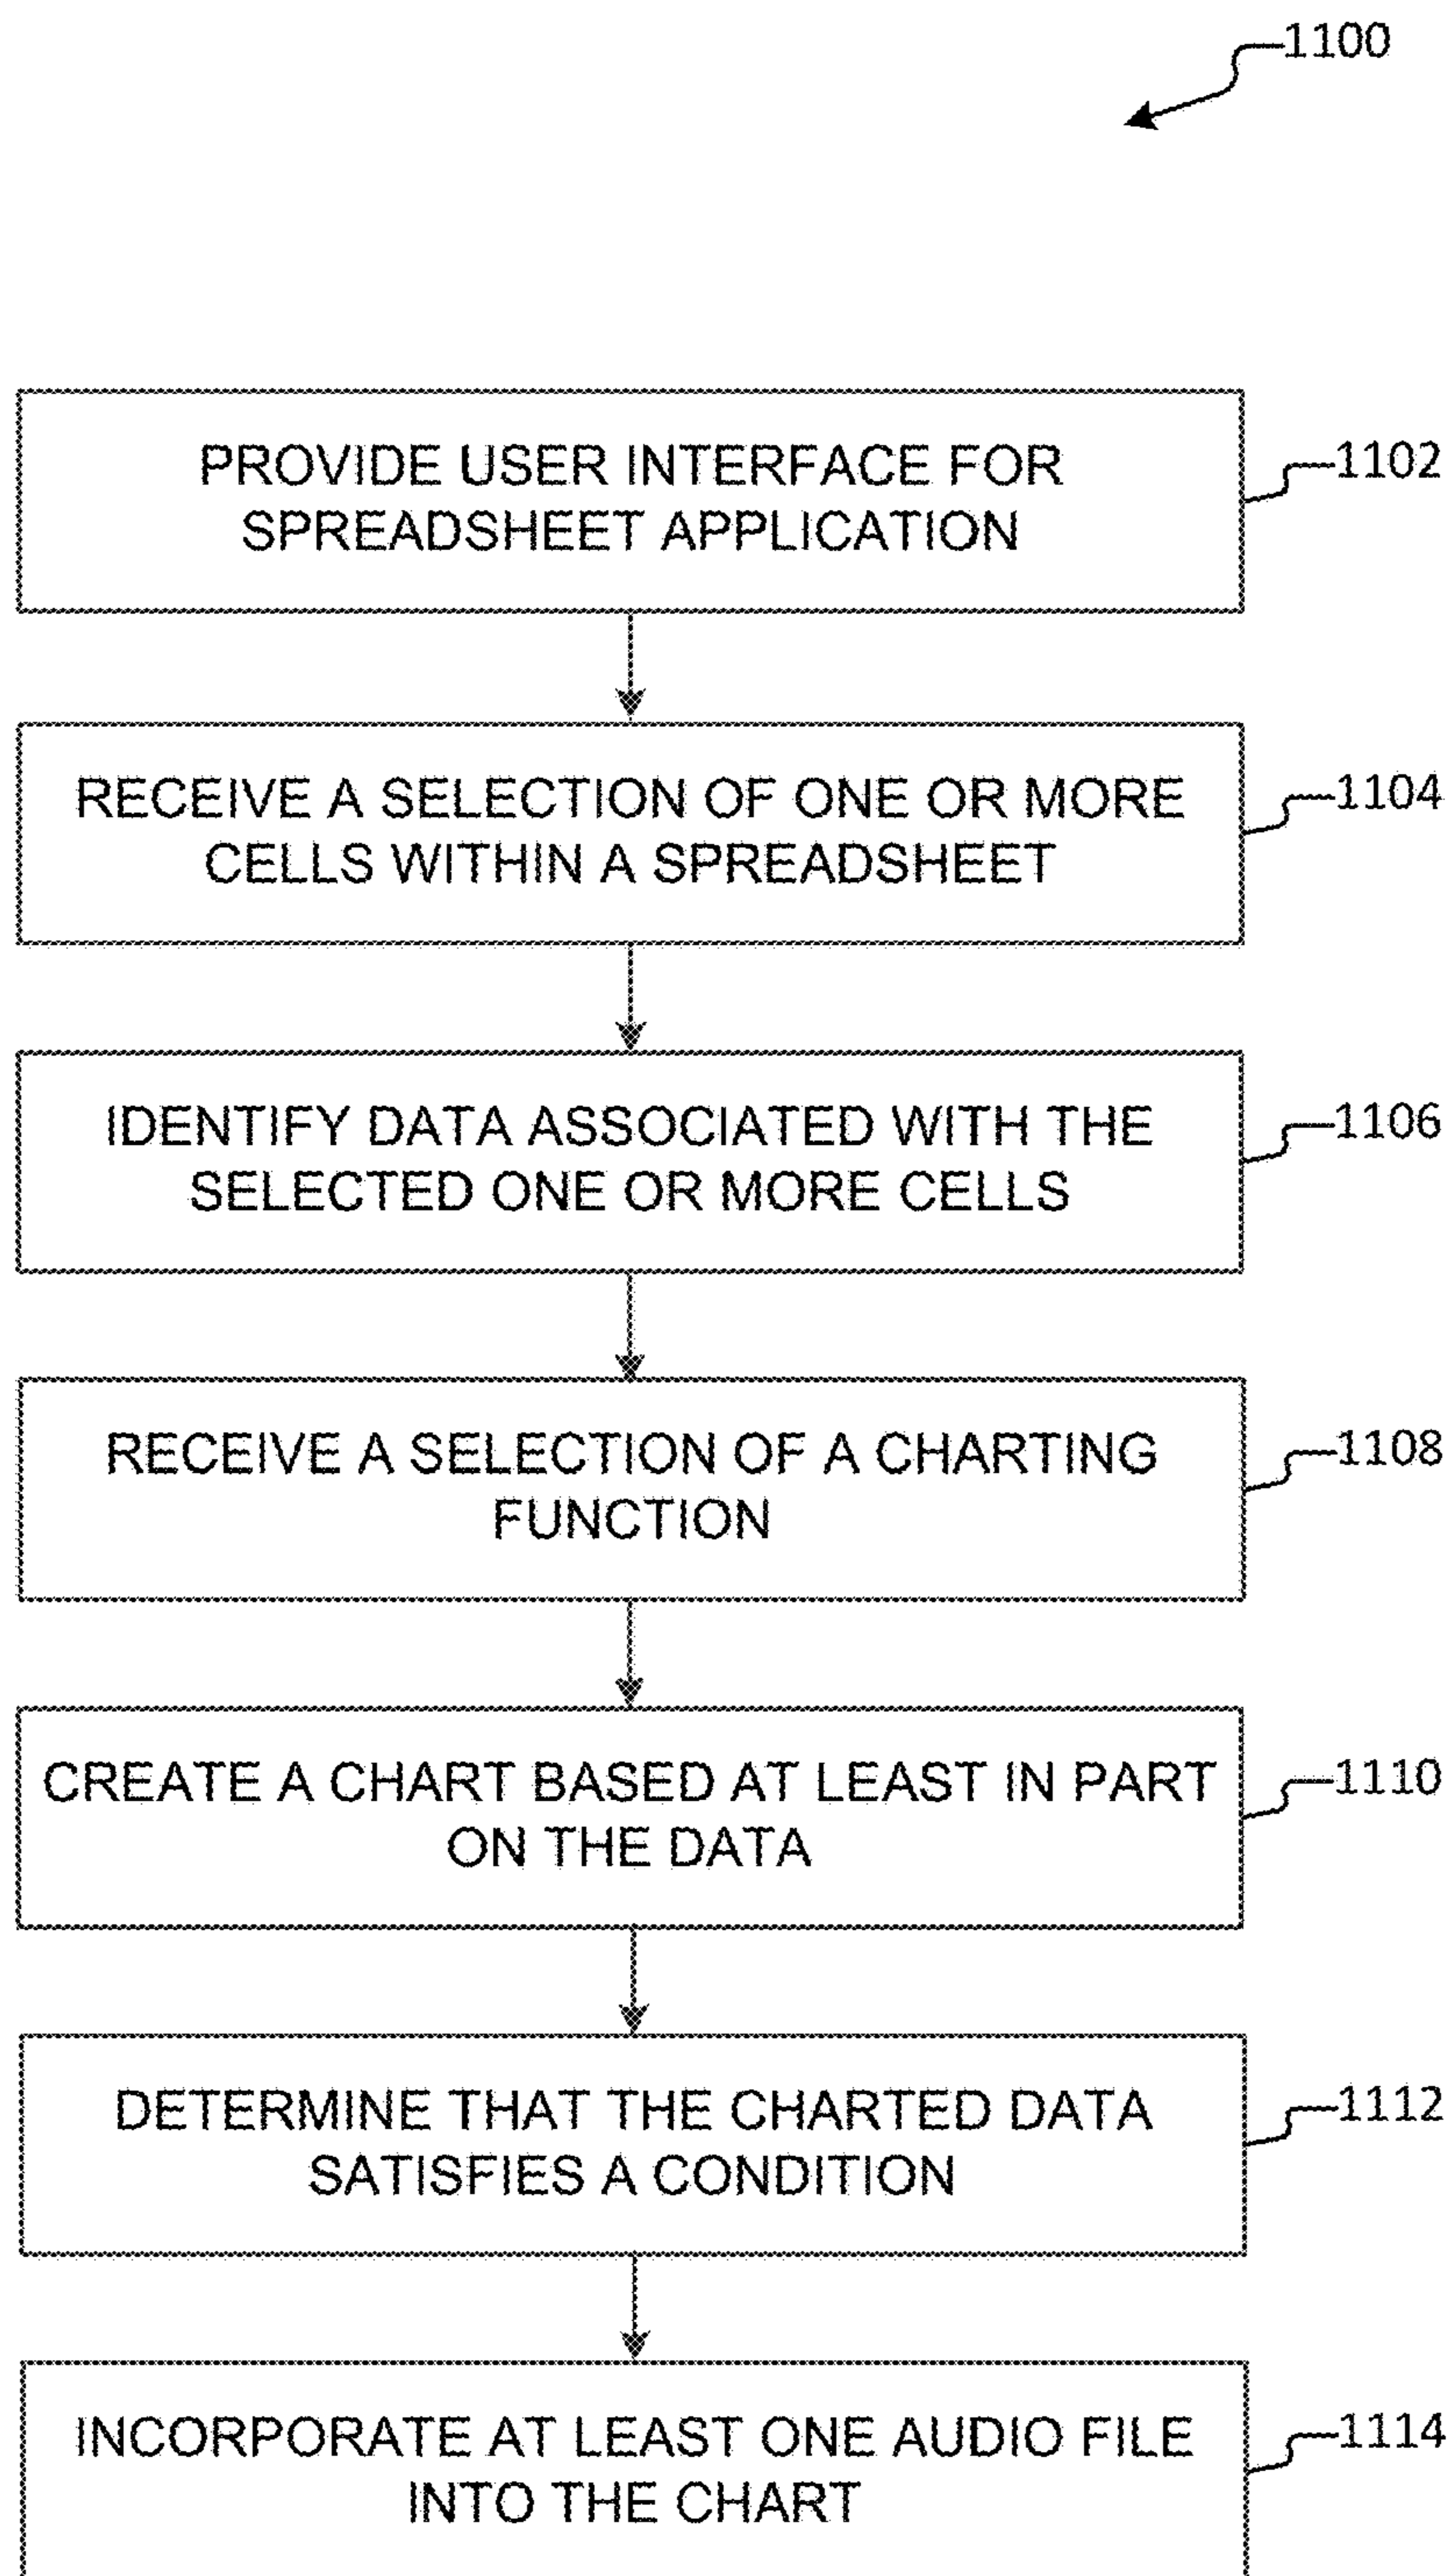 1100
PROVIDE USER INTERFACE FOR
SPREADSHEET APPLICATION
1102
RECEIVE A SELECTION OF ONE OR MORE
CELLS WITHIN A SPREADSHEET
1104
IDENTIFY DATA ASSOCIATED WITH THE
SELECTED ONE OR MORE CELLS
1106
RECEIVE A SELECTION OF A CHARTING
FUNCTION
1108
CREATE A CHART BASED AT LEAST IN PART
ON THE DATA
1110
DETERMINE THAT THE CHARTED DATA
SATISFIES A CONDITION
1112
INCORPORATE AT LEAST ONE AUDIO FILE
INTO THE CHART
1114